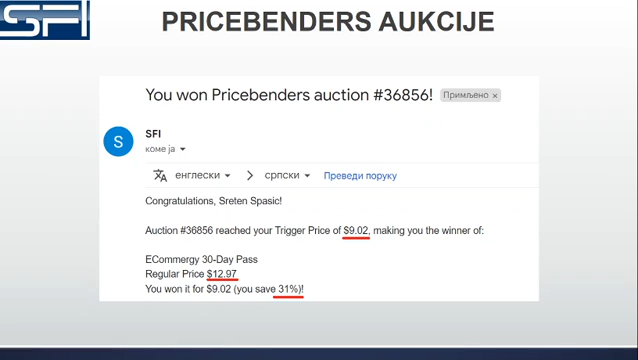 SFI
PRICEBENDERS AUKCIJE
You won Pricebenders auction #36856! Примљено ×
S
SFI
коме ја
енглески > српски Преведи поруку
Congratulations, Sreten Spasic!
Auction #36856 reached your Trigger Price of $9.02, making you the winner of:
ECommergy 30-Day Pass
Regular Price $12.97
You won it for $9.02 (you save 31%)!